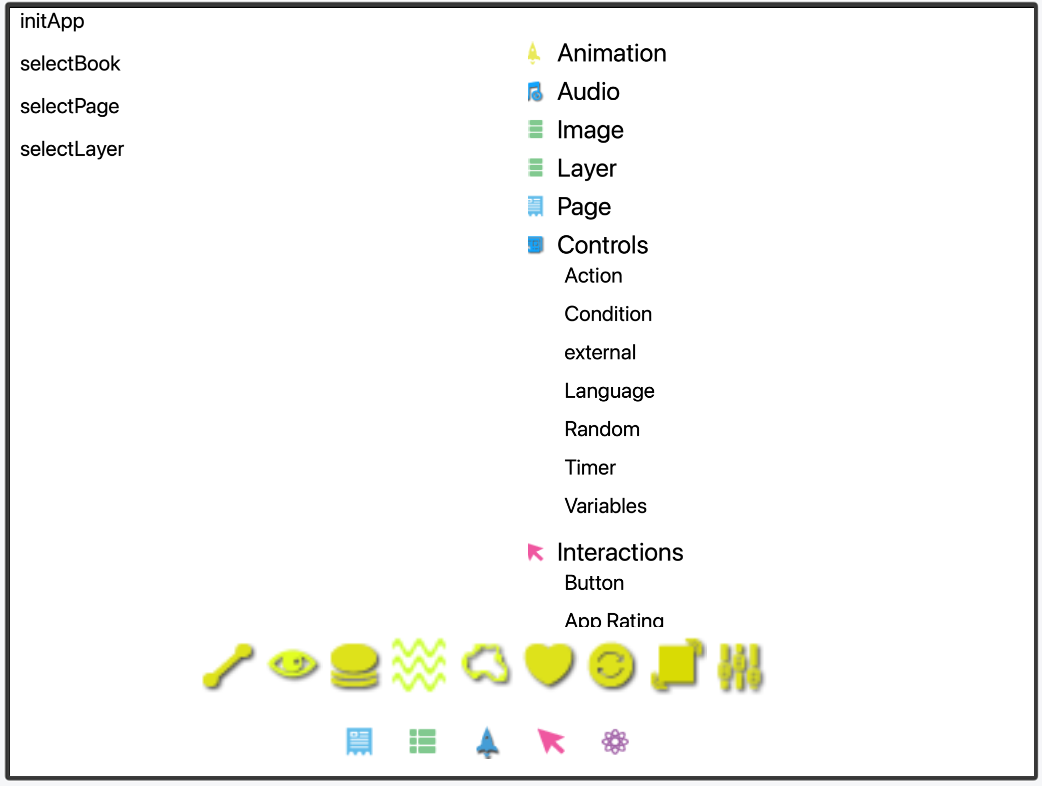 initApp
selectBook
selectPage
selectLayer
Animation
Audio
Image
Layer
Page
Controls
Action
Condition
external
Language
Random
Timer
Variables
Interactions
Button
App Rating